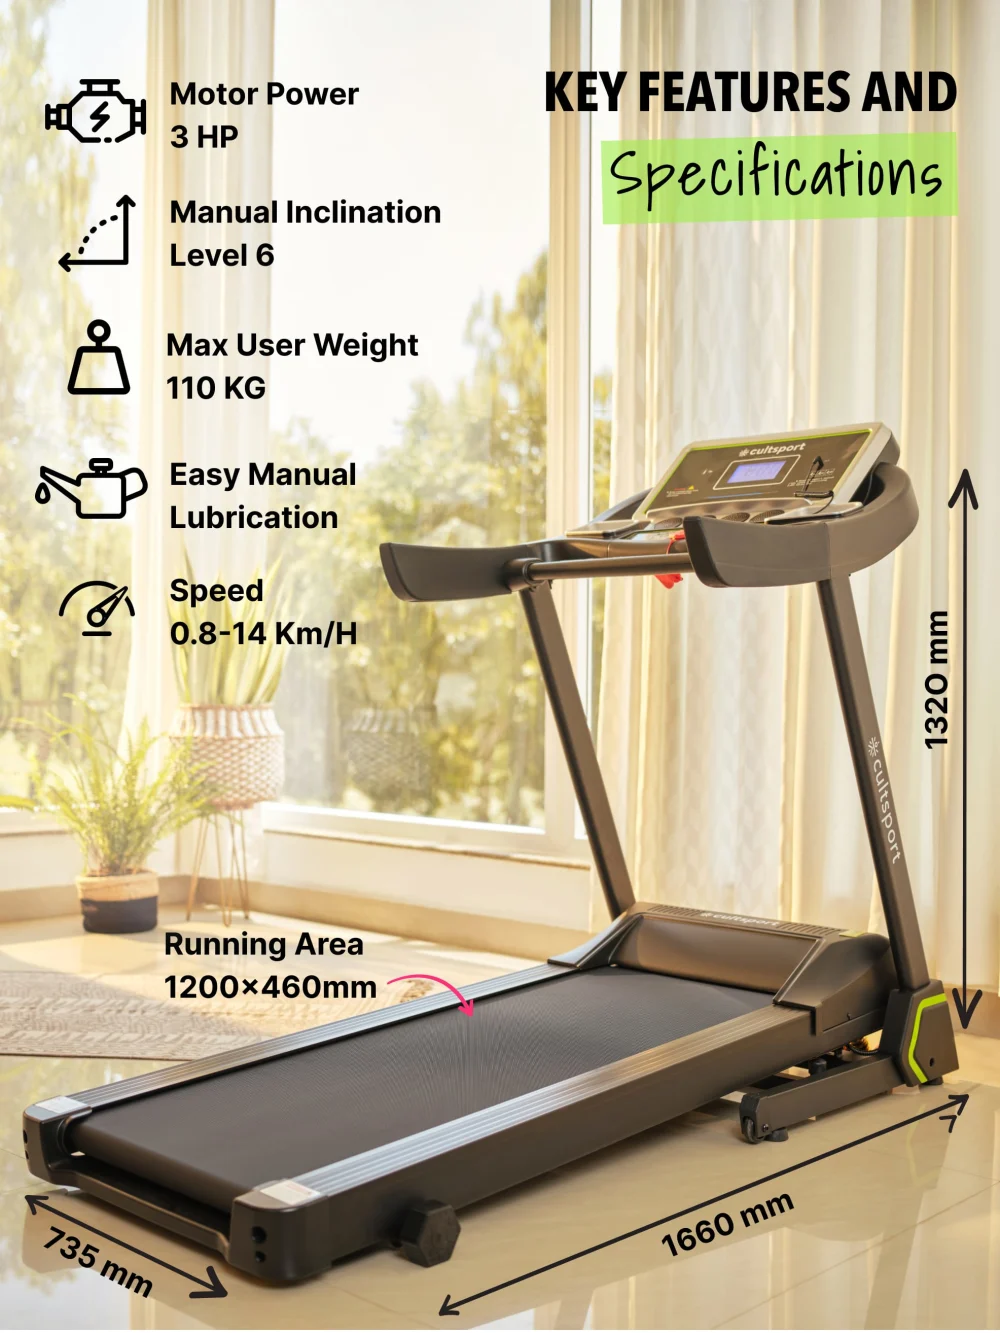 KEY FEATURES AND
Specifications
Motor Power
3 HP
Manual Inclination
Level 6
Max User Weight
110 KG
Easy Manual
Lubrication
Speed
0.8-14 Km/H
cultsport
1320 mm
cultsport
cultsport
Running Area
1200×460mm
1660 mm
735 mm